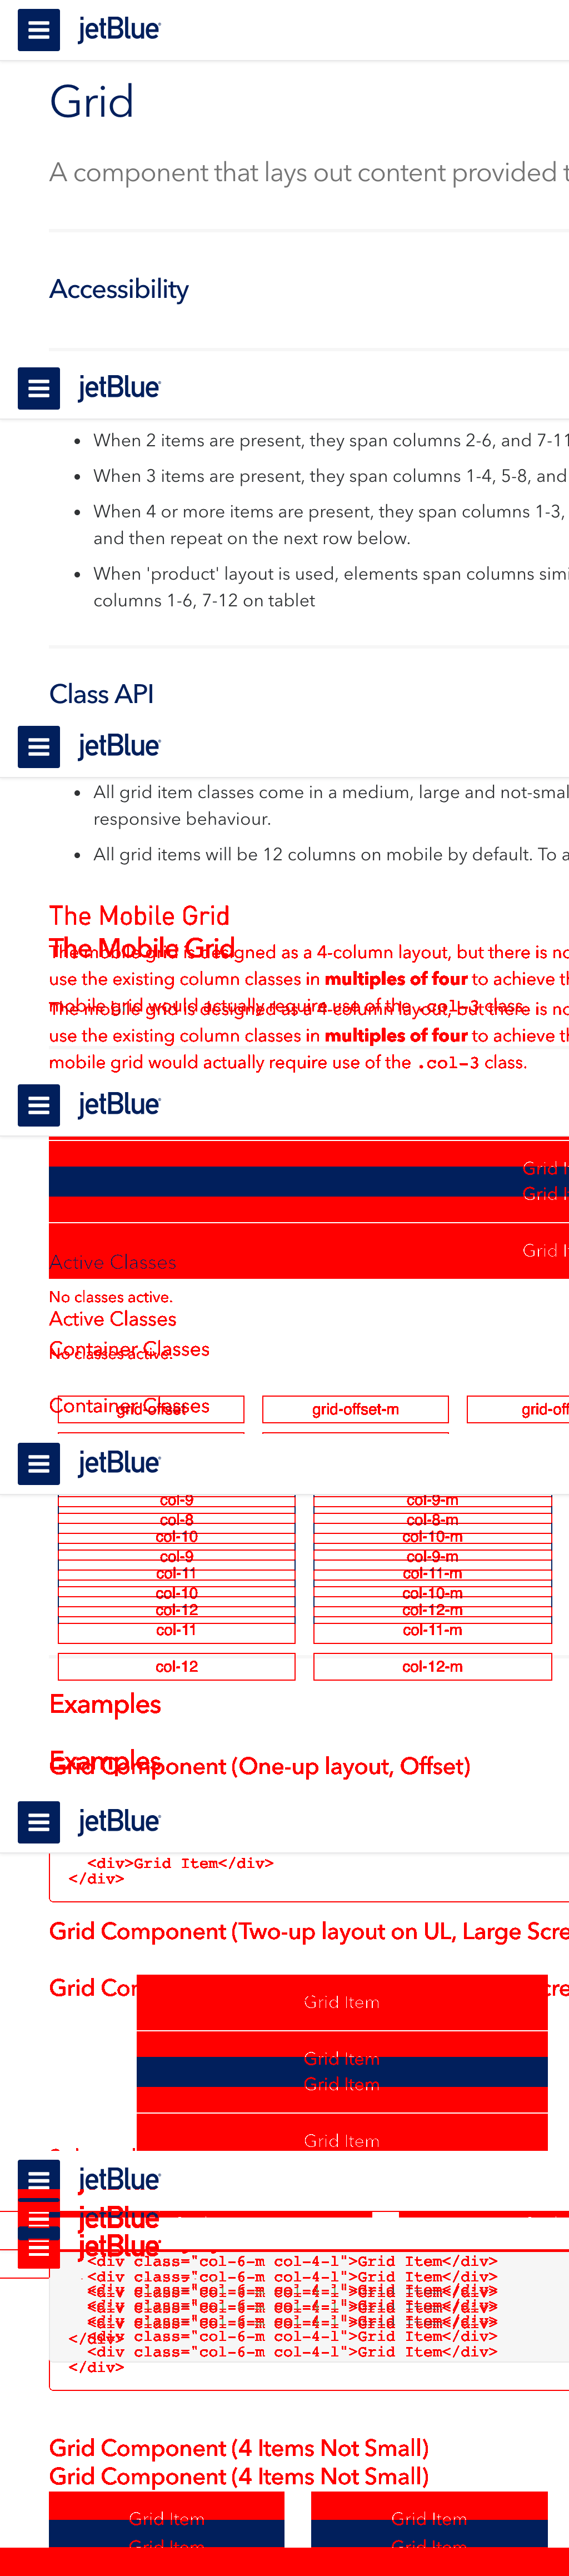 jetBlue
Grid
A component that lays out content provided t
Accessibility
jetBlue
When 2 items are present, they span columns 2-6, and 7-11
When 3 items are present, they span columns 1-4, 5-8, and
When 4 or more items are present, they span columns 1-3,
and then repeat on the next row below.
When 'product' layout is used, elements span columns simi
columns 1-6, 7-12 on tablet
Class API
jetBlue
All grid item classes come in a medium, large and not-smal
responsive behaviour.
All grid items will be 12 columns on mobile by default. To a
The Mobile Grid
The Mobile Grid
The mobile grid is designed as a 4-column layout, but there is no
use the existing column classes in multiples of four to achieve th
mobile grid would actually require use of the .col-3 class.
The mobile grid is designed as a 4-column layout, but there is no
use the existing column classes in multiples of four to achieve th
mobile grid would actually require use of the .col-3 class.
jetBlue
Grid I
Grid I
Grid I
Active Classes
No classes active.
Active Classes
Container Classes
No classes active.
Container Classes
grid-offset grid-offset-m grid-off
jetBlue
col-9 col-9-m
col-8 col-8-m
col-10 col-10-m
col-9 col-9-m
col-11 col-11-m
col-10 col-10-m
col-12 col-12-m
col-11 col-11-m
col-12 col-12-m
Examples
Examples
Grid Component (One-up layout, Offset)
jetBlue
<div>Grid Item</div>
</div>
Grid Component (Two-up layout on UL, Large Scre
Grid Cor cre
Grid Item
Grid Item
Grid Item
Grid Item
jetBlue
jetBlue
jetBlue
<div class="col-6-m col-4-l">Grid Item</div>
<div class="col-6-m col-4-l">Grid Item</div>
<div class="col-6-m col-4-l">Grid Item</div>
<div class="col-6-m col-4-l">Grid Item</div>
<div class="col-6-m col-4-l">Grid Item</div>
<div class="col-6-m col-4-l">Grid Item</div>
</div>
<div class="col-6-m col-4-l">Grid Item</div>
</div>
Grid Component (4 Items Not Small)
Grid Component (4 Items Not Small)
Grid Item Grid Item
Grid Item Grid Item